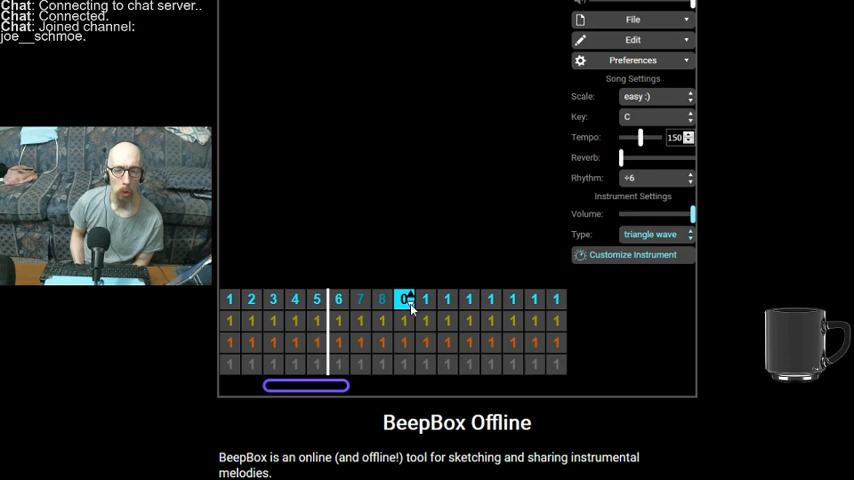 Chat: Connecting to chat server..
Chat: Connected.
Chat: Joined channel:
joe__schmoe.
File
Edit
Preferences
Song Settings
Scale: easy :)
Key: C
Tempo: 150
Reverb:
Rhythm: ÷6
Instrument Settings
Volume:
Type: triangle wave
Customize Instrument
1 2 3 4 5 6 7 8 0 1 1 1 1 1 1 1
1 1 1 1 1 1 1 1 1 1 1 1 1 1 1 1
1 1 1 1 1 1 1 1 1 1 1 1 1 1 1 1
1 1 1 1 1 1 1 1 1 1 1 1 1 1 1 1
BeepBox Offline
BeepBox is an online (and offline!) tool for sketching and sharing instrumental
melodies.